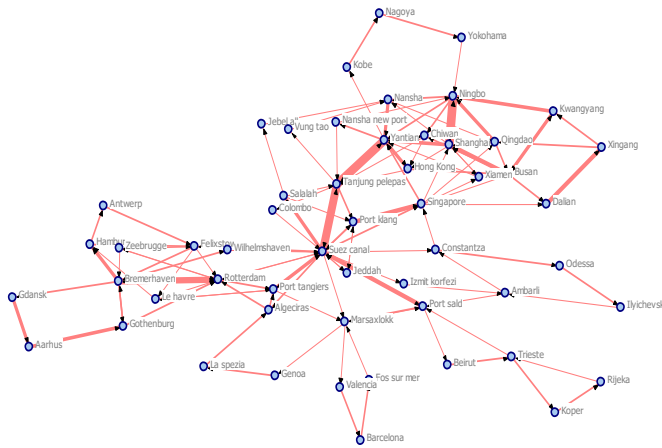 Nagoya
Yokohama
Kobe
Nansha
Ningbo
Kwangyang
Jebel
Vung tao
Nansha new port
Yantian
Chiwan
Shanghai
Qingdao
Xingang
Hong Kong
Xiamen
Busan
Tanjung pelepas
Salalah
Colombo
Singapore
Dalian
Port klang
Antwerp
Hambur
Zeebrugge
Felixstow
Wilhelmshaven
Suez canal
Constantza
Odessa
Bremerhaven
Rotterdam
Jeddah
Izmit korfezi
Port tangiers
Ambarli
Gdansk
Le havre
Algeciras
Port said
Ilyichevsk
Gothenburg
Marsaxlokk
Aarhus
La spezia
Genoa
Valencia
Fos sur mer
Beirut
Trieste
Rijeka
Koper
Barcelona